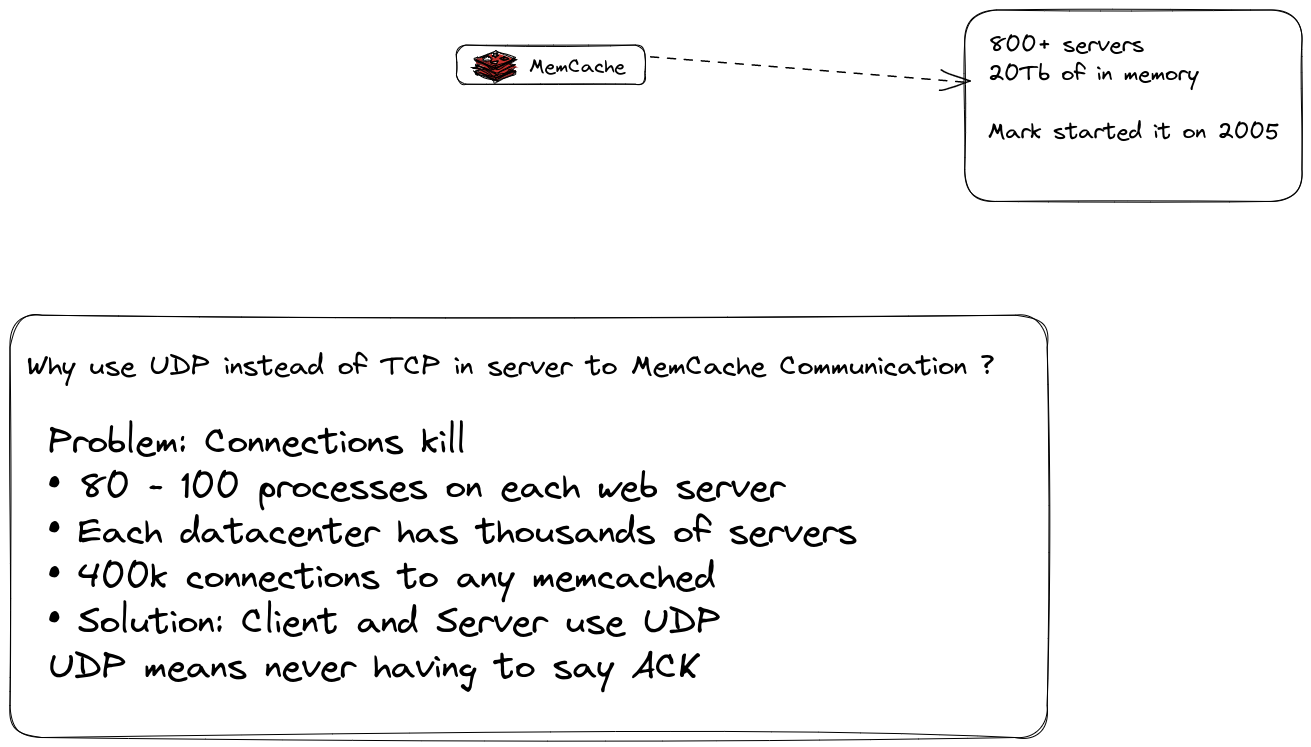 MemCache
800+ servers
20Tb of in memory
Mark started it on 2005
Why use UDP instead of TCP in server to MemCache Communication ?
Problem: Connections kill
• 80 - 100 processes on each web server
• Each datacenter has thousands of servers
• 400k connections to any memcached
• Solution: Client and Server use UDP
UDP means never having to say ACK